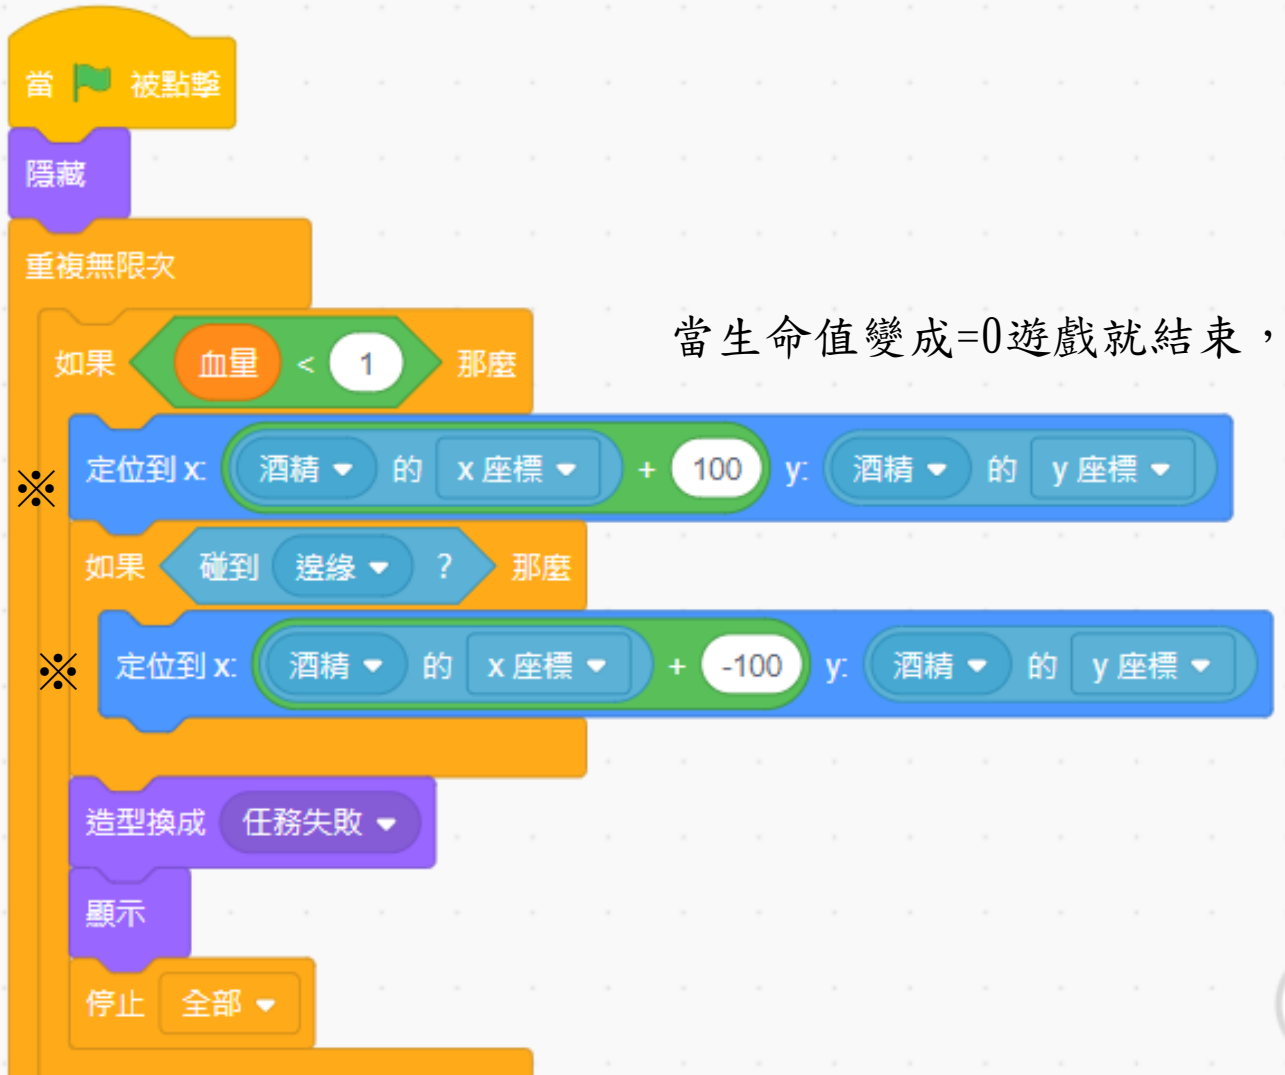 當 被點擊
隱藏
重複無限次
如果 血量 < 1 那麼
當生命值變成=0遊戲就結束，
※ 定位到 x: 酒精 的 x 座標 + 100 y: 酒精 的 y 座標
如果 碰到 邊緣 ? 那麼
※ 定位到 x: 酒精 的 x 座標 + -100 y: 酒精 的 y 座標
造型換成 任務失敗
顯示
停止 全部